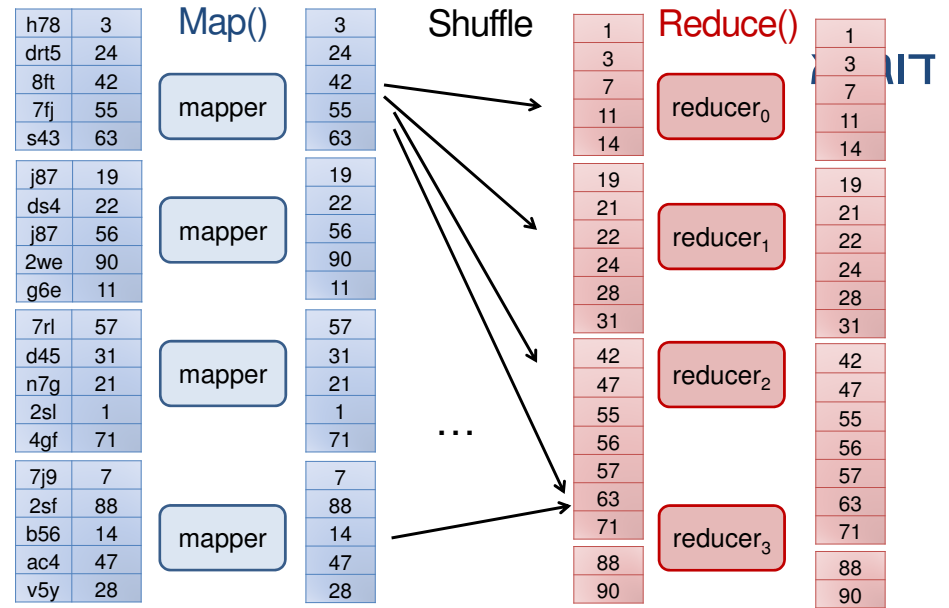 Map()
Shuffle
Reduce()
h78 3
drt5 24
8ft 42
7fj 55
s43 63
mapper
3
24
42
55
63
j87 19
ds4 22
j87 56
2we 90
g6e 11
mapper
19
22
56
90
11
7rl 57
d45 31
n7g 21
2sl 1
4gf 71
mapper
57
31
21
1
71
7j9 7
2sf 88
b56 14
ac4 47
v5y 28
mapper
7
88
14
47
28
…
1
3
7
11
14
reducer₀
1
3
7
11
14
19
21
22
24
28
31
reducer₁
19
21
22
24
28
31
42
47
55
56
57
63
71
reducer₂
42
47
55
56
57
63
71
88
90
reducer₃
88
90